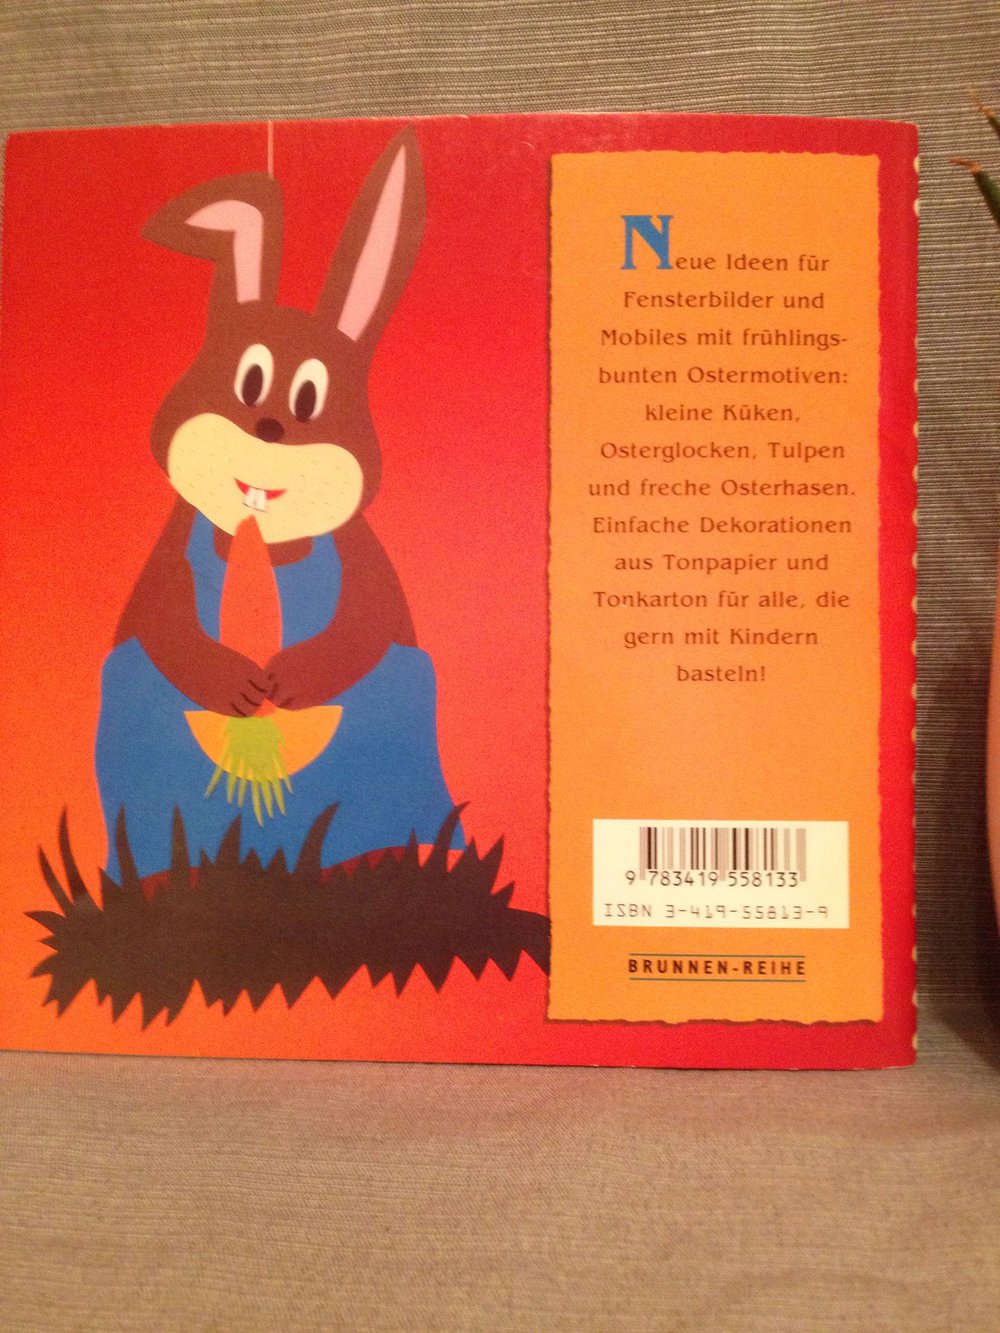 Neue Ideen für
Fensterbilder und
Mobiles mit frühlings-
bunten Ostermotiven:
kleine Küken,
Osterglocken, Tulpen
und freche Osterhasen.
Einfache Dekorationen
aus Tonpapier und
Tonkarton für alle, die
gern mit Kindern
basteln!
9 783419 558133
ISBN 3-419-55813-9
BRUNNEN-REIHE